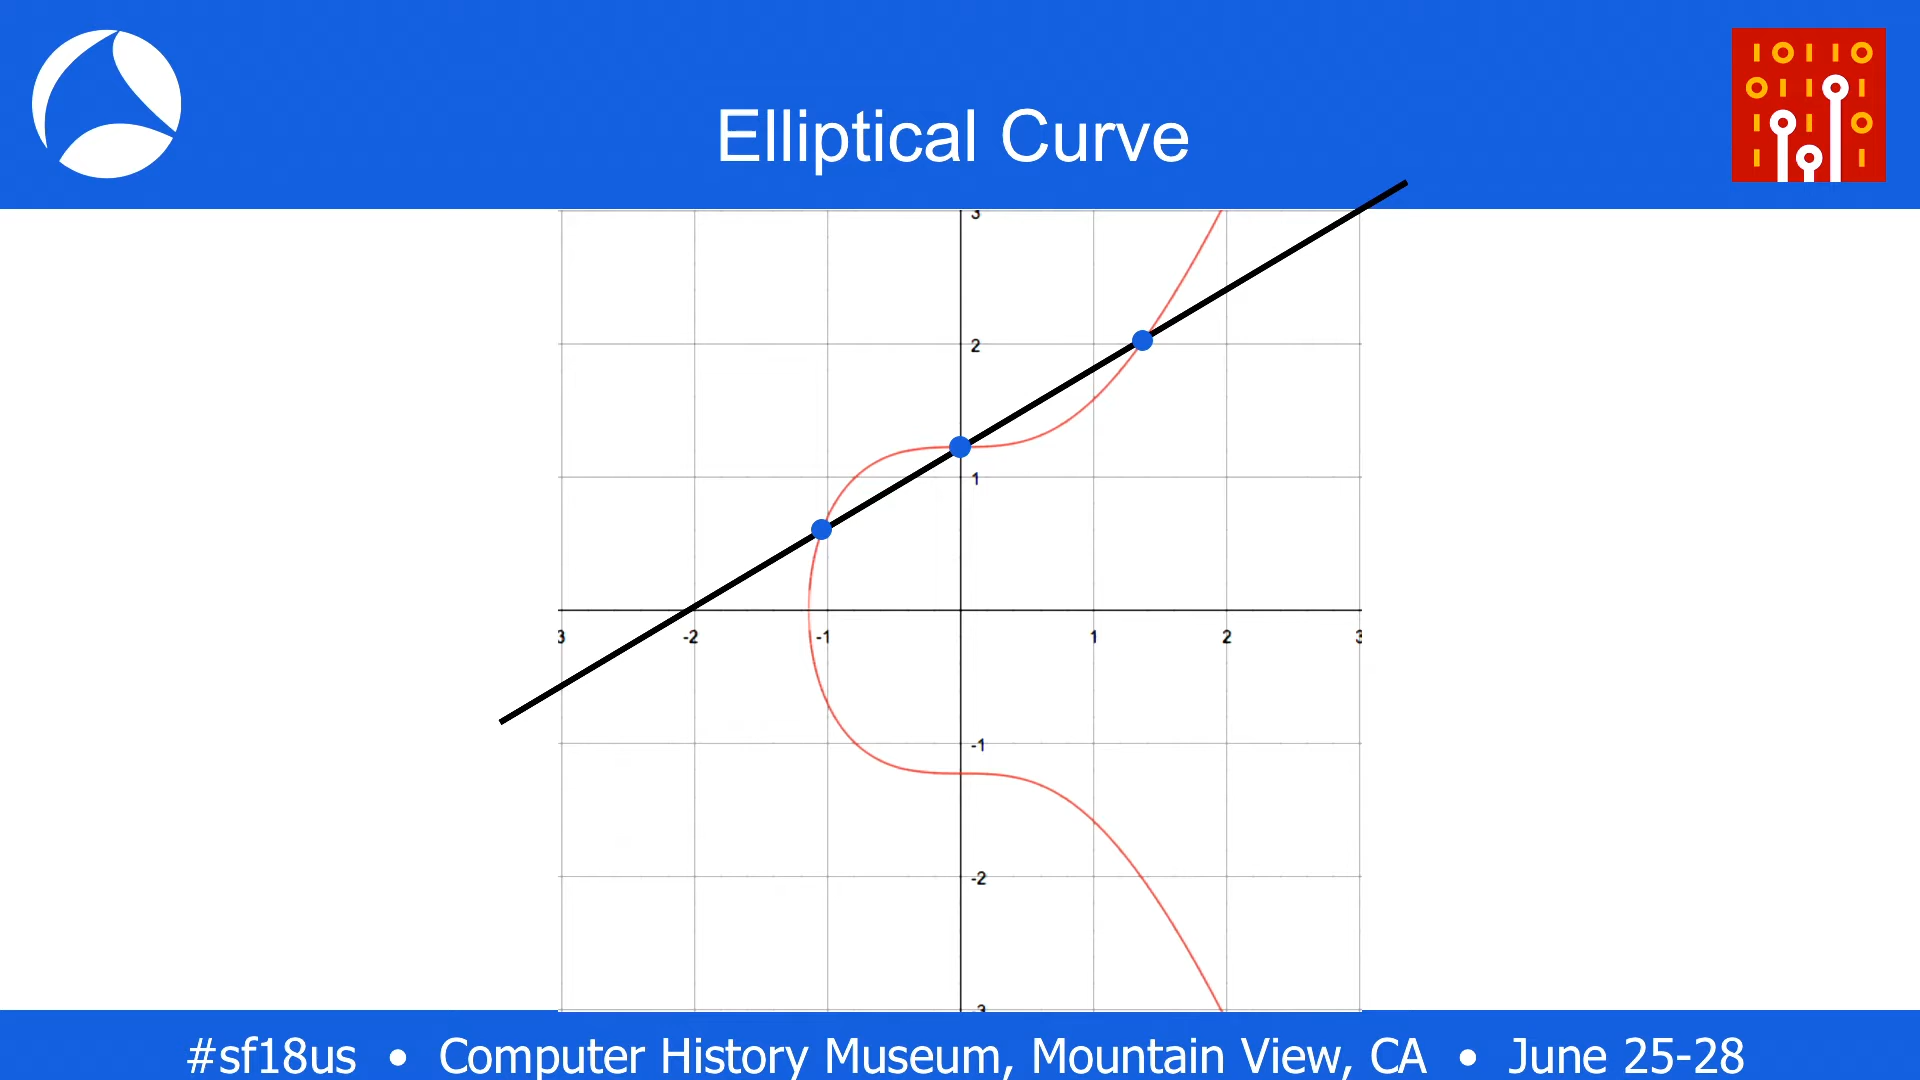 Elliptical Curve
3
2
1
3 -2 -1 1 2 3
-1
-2
-3
#sf18us • Computer History Museum, Mountain View, CA • June 25-28